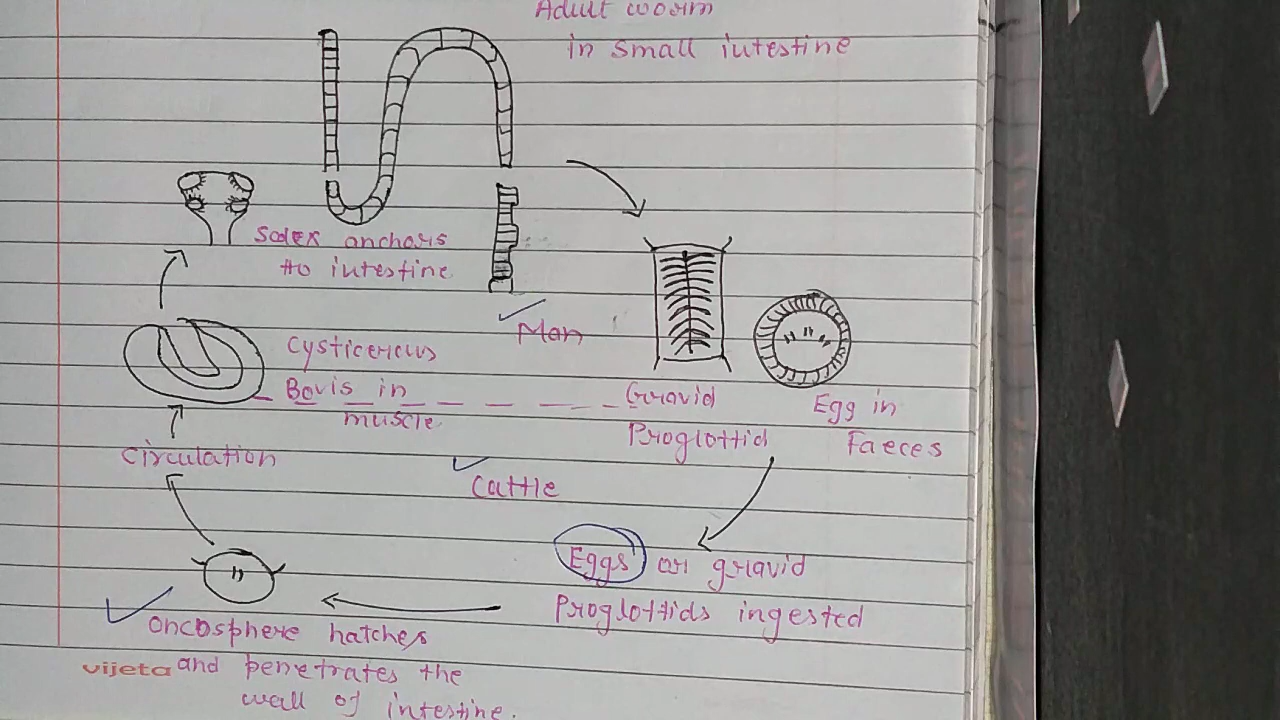 Adult worm
in small intestine
Scolex anchors
to intestine
Man
Cysticercus
Bovis in
muscle
Gravid
Proglottid
Egg in
Faeces
Circulation
Cattle
Eggs or gravid
Proglottids ingested
Oncosphere hatches
vijeta and penetrates the
wall of intestine.